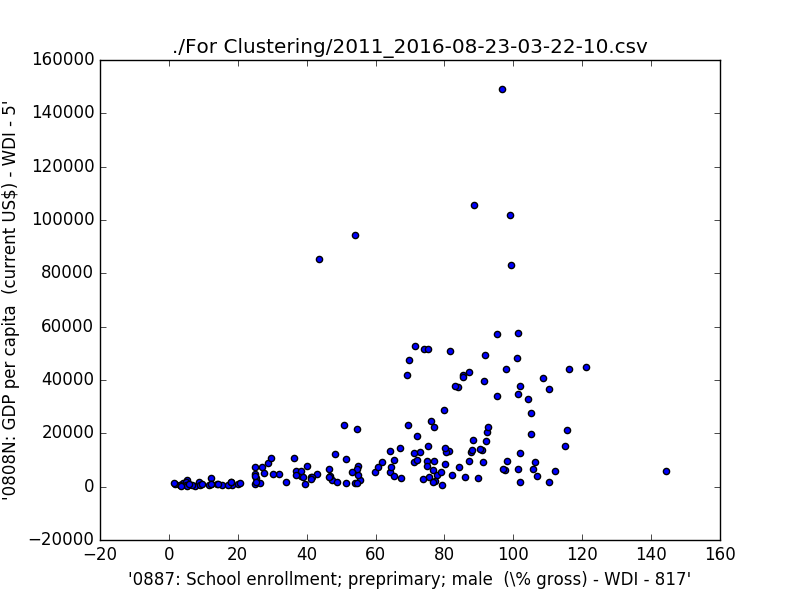 ./For Clustering/2011_2016-08-23-03-22-10.csv
160000
140000
120000
100000
80000
60000
40000
20000
0
−20000
'0808N: GDP per capita  (current US$) - WDI - 5'
−20 0 20 40 60 80 100 120 140 160
'0887: School enrollment; preprimary; male  (\% gross) - WDI - 817'